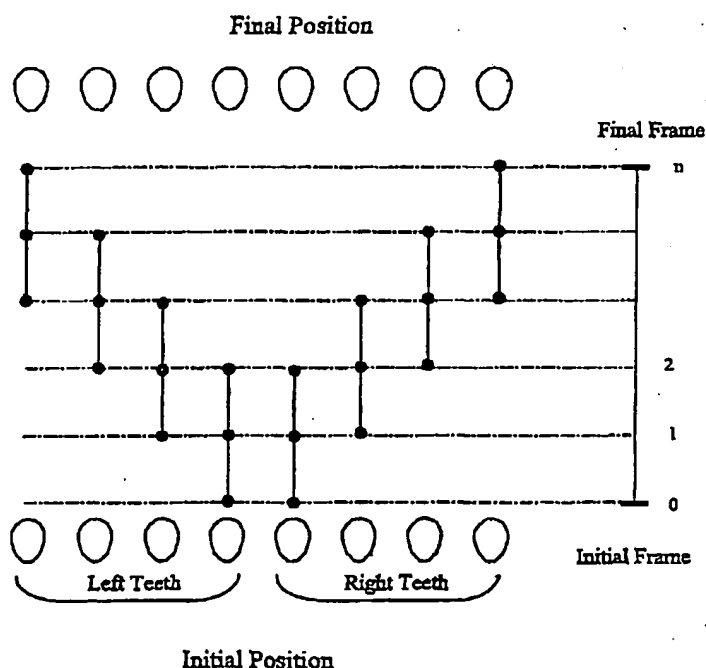 Final Position
Final Frame
n
2
1
0
Left Teeth
Right Teeth
Initial Frame
Initial Position